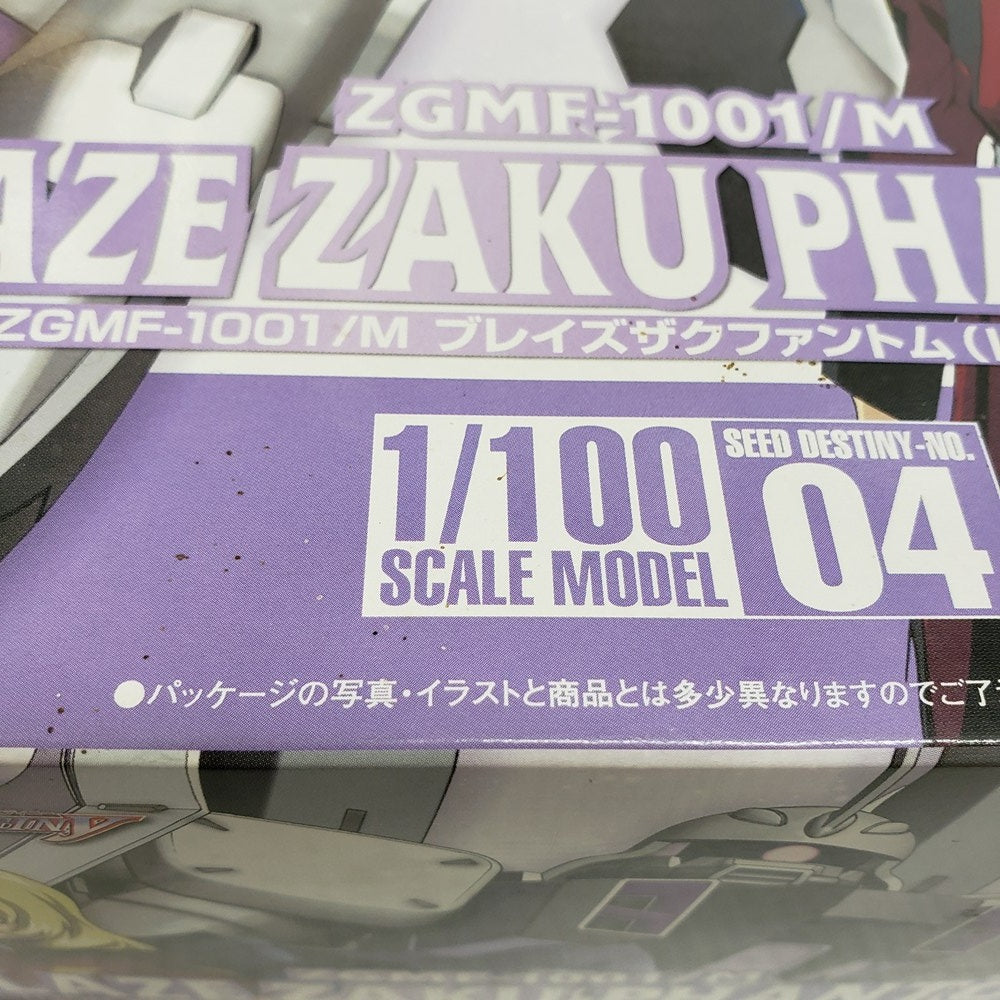 ZGMF-1001/M
AZE ZAKU PH
ZGMF-1001/M ブレイズザクファントム(
1/100
SCALE MODEL
SEED DESTINY-NO.
04
●パッケージの写真・イラストと商品とは多少異なりますのでご了